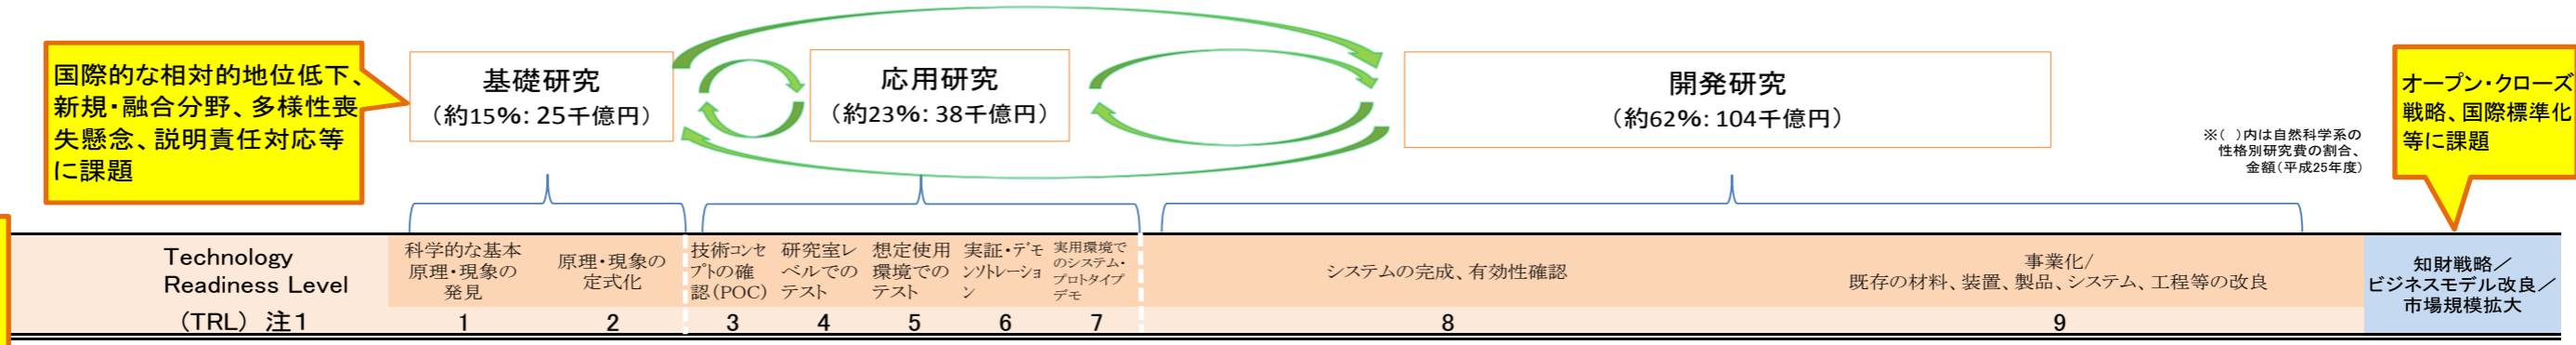 国際的な相対的地位低下、
新規・融合分野、多様性喪
失懸念、説明責任対応等
に課題
基礎研究
(約15%: 25千億円)
応用研究
(約23%: 38千億円)
開発研究
(約62%: 104千億円)
※( )内は自然科学系の
性格別研究費の割合、
金額(平成25年度)
オープン・クローズ
戦略、国際標準化
等に課題
Technology
Readiness Level
(TRL) 注1
科学的な基本
原理・現象の
発見
原理・現象の
定式化
技術コンセ
プトの確
認(POC)
研究室レ
ベルでの
テスト
想定使用
環境での
テスト
実証・デモ
ンソトレーショ
ン
実用環境で
のシステム・
プロトタイプ
デモ
システムの完成、有効性確認
事業化/
既存の材料、装置、製品、システム、工程等の改良
知財戦略/
ビジネスモデル改良/
市場規模拡大
1
2
3
4
5
6
7
8
9